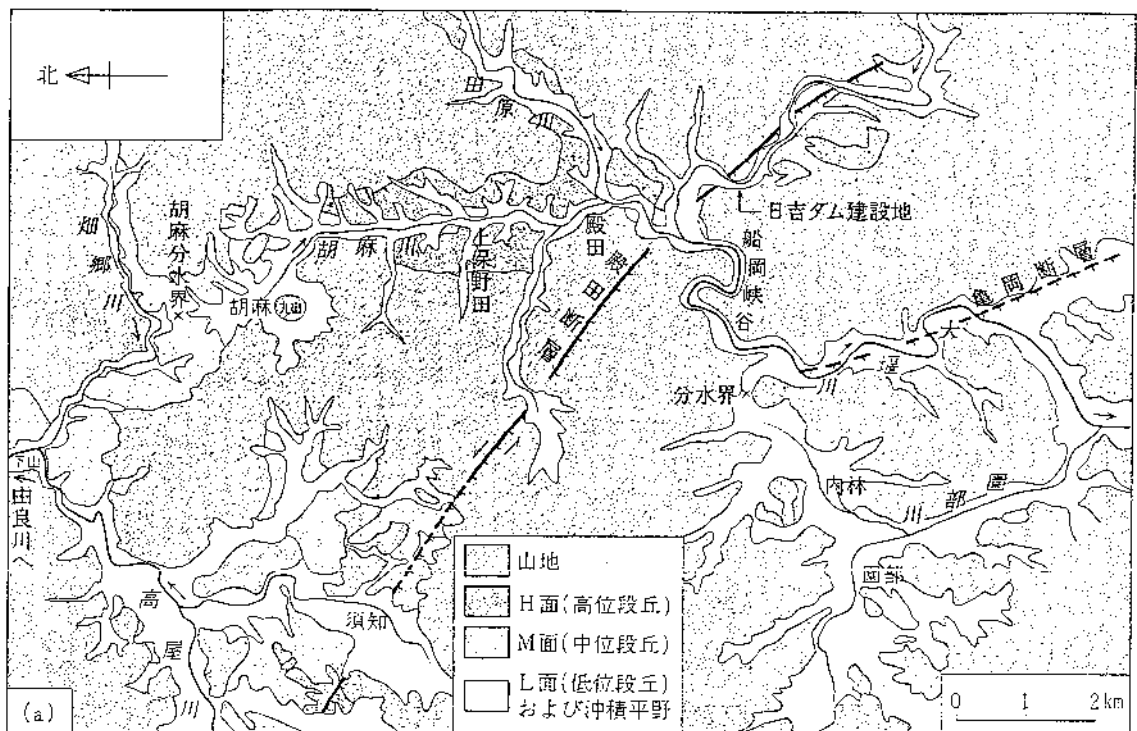 北
田原川
畑郷川
胡麻分水界
胡麻川
上保野田
殿田
日吉ダム建設地
船岡峡谷
胡麻
殿田断層
亀岡断層
大堰川
分水界
下山
由良川へ
内林
園部川
園部
高屋川
須知
山地
H面(高位段丘)
M面(中位段丘)
L面(低位段丘)
および沖積平野
0 1 2km
(a)